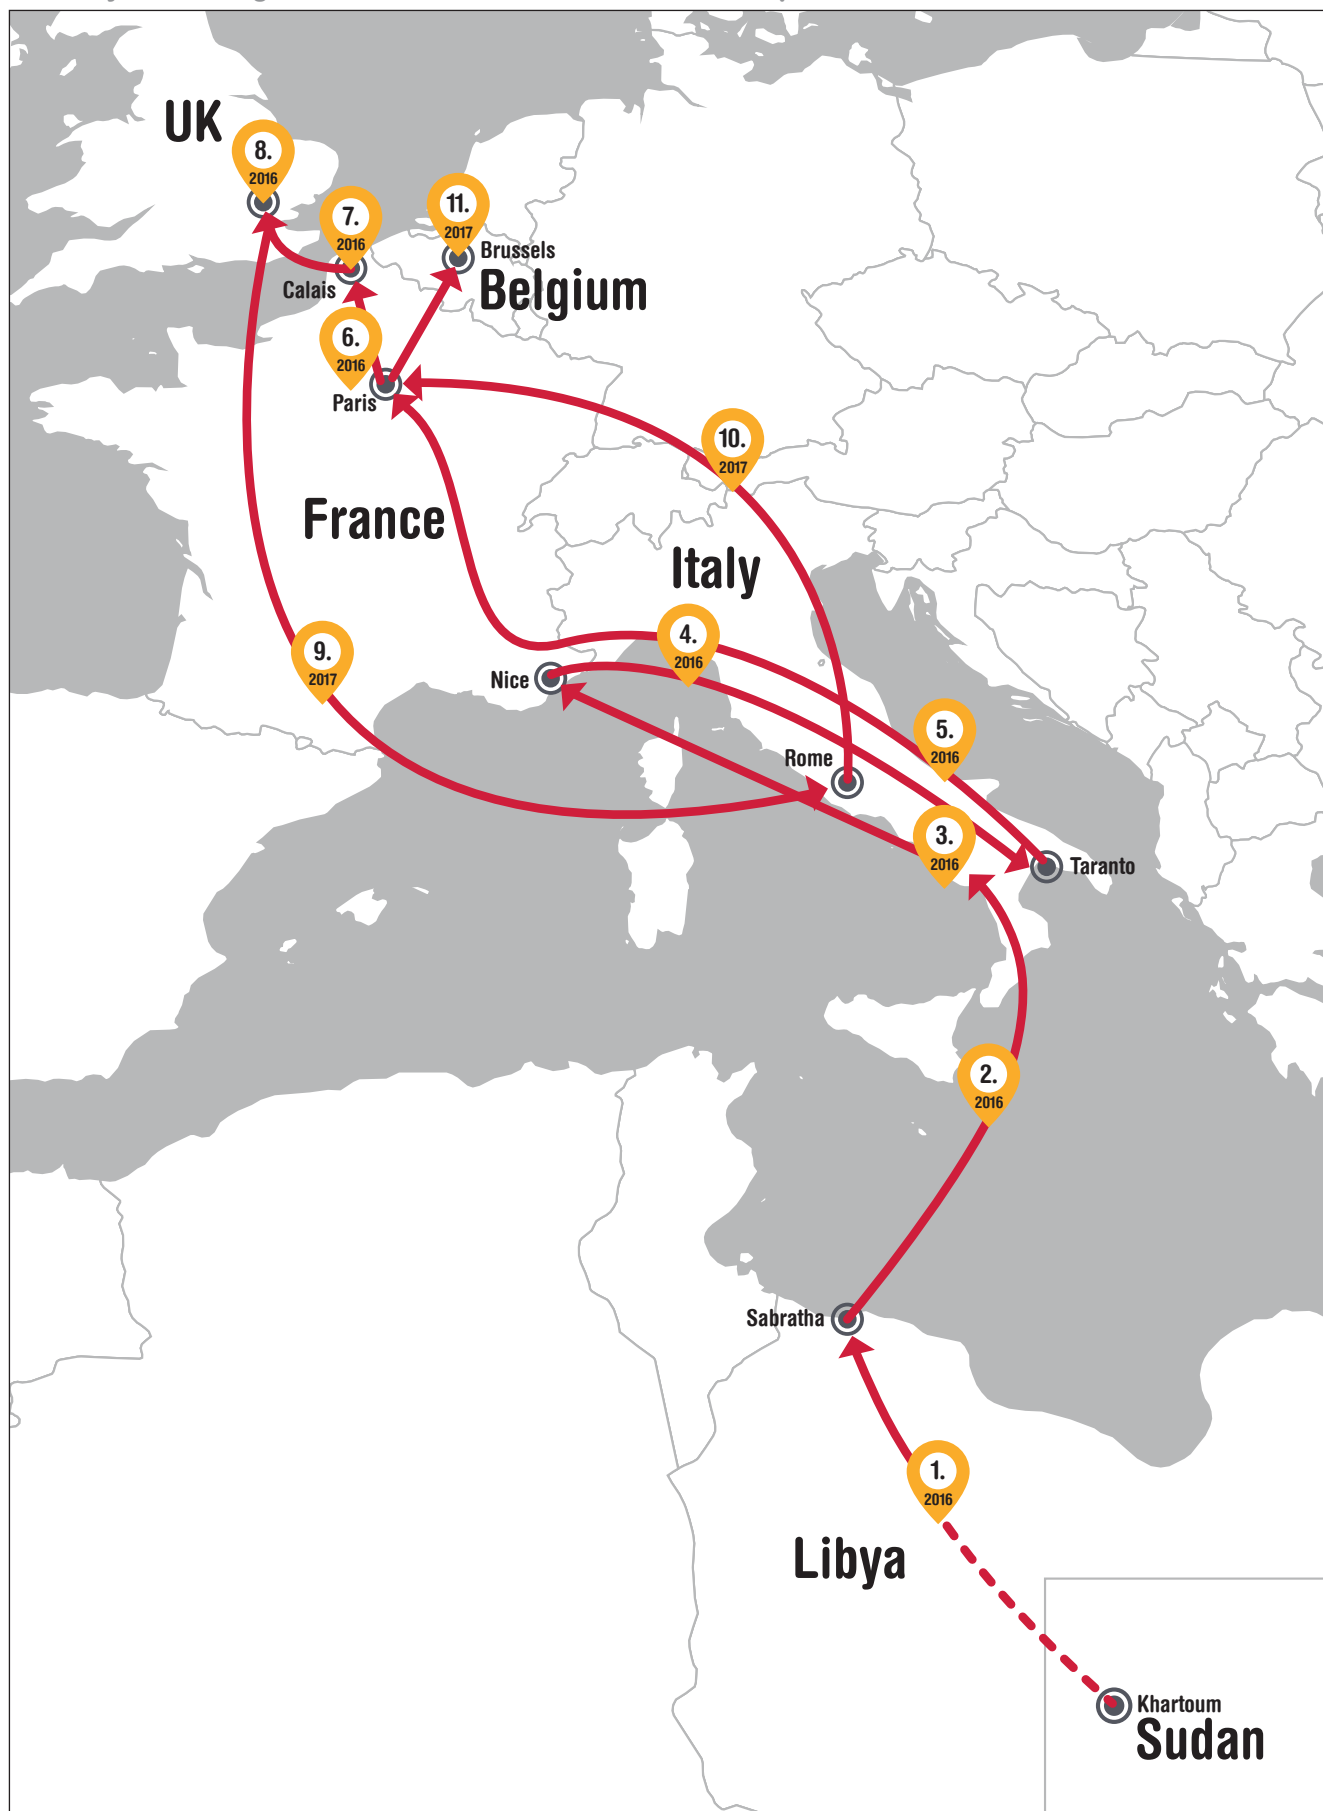 UK
8.
2016
7.
2016
11.
2017
Brussels
Calais
Belgium
6.
2016
Paris
10.
2017
France
Italy
4.
2016
9.
2017
Nice
5.
2016
Rome
3.
2016
Taranto
2.
2016
Sabratha
1.
2016
Libya
Khartoum
Sudan